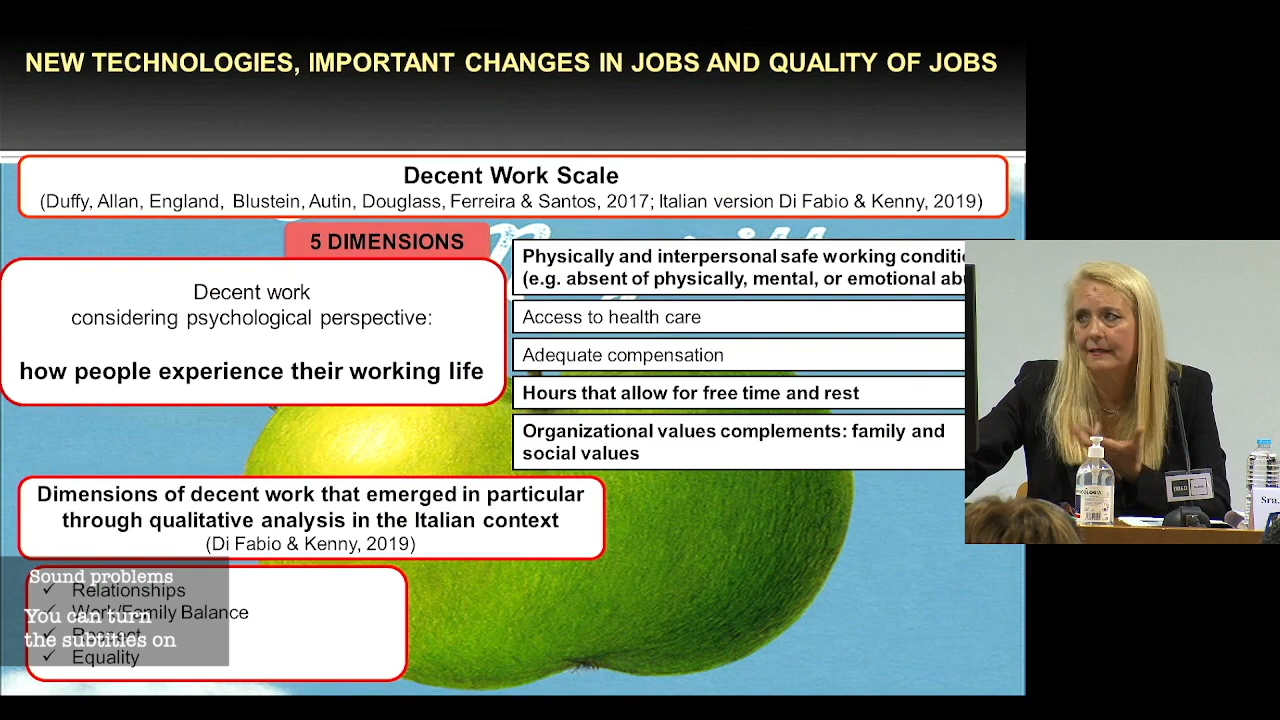 NEW TECHNOLOGIES, IMPORTANT CHANGES IN JOBS AND QUALITY OF JOBS
Decent Work Scale
(Duffy, Allan, England, Blustein, Autin, Douglass, Ferreira & Santos, 2017; Italian version Di Fabio & Kenny, 2019)
5 DIMENSIONS
Decent work
considering psychological perspective:
how people experience their working life
Physically and interpersonal safe working conditi
(e.g. absent of physically, mental, or emotional ab
Access to health care
Adequate compensation
Hours that allow for free time and rest
Organizational values complements: family and
social values
Dimensions of decent work that emerged in particular
through qualitative analysis in the Italian context
(Di Fabio & Kenny, 2019)
Relationships
Work/Family Balance
Equality
Sound problems
You can turn
the subtitles on
Sra.